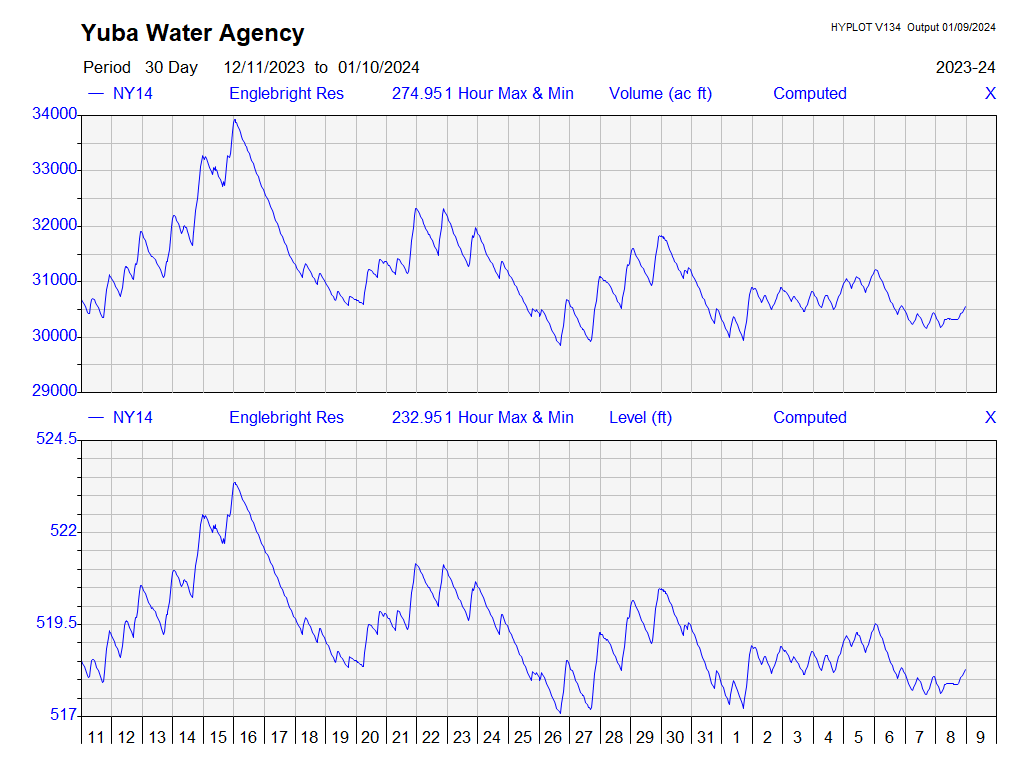 Yuba Water Agency
HYPLOT V134 Output 01/09/2024
Period 30 Day 12/11/2023 to 01/10/2024 2023-24
NY14 Englebright Res 274.951 Hour Max & Min Volume (ac ft) Computed X
34000
33000
32000
31000
30000
29000
NY14 Englebright Res 232.951 Hour Max & Min Level (ft) Computed X
524.5
522
519.5
517
11 12 13 14 15 16 17 18 19 20 21 22 23 24 25 26 27 28 29 30 31 1 2 3 4 5 6 7 8 9